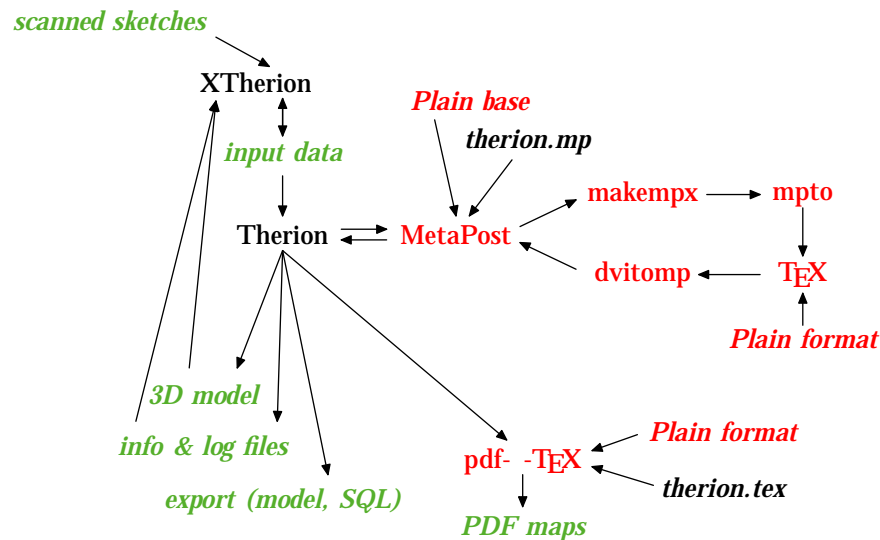 scanned sketches
XTherion
Plain base
therion.mp
input data
makempx
mpto
Therion
MetaPost
dvitomp
TEX
Plain format
3D model
info & log files
Plain format
pdf- -TEX
export (model, SQL)
therion.tex
PDF maps